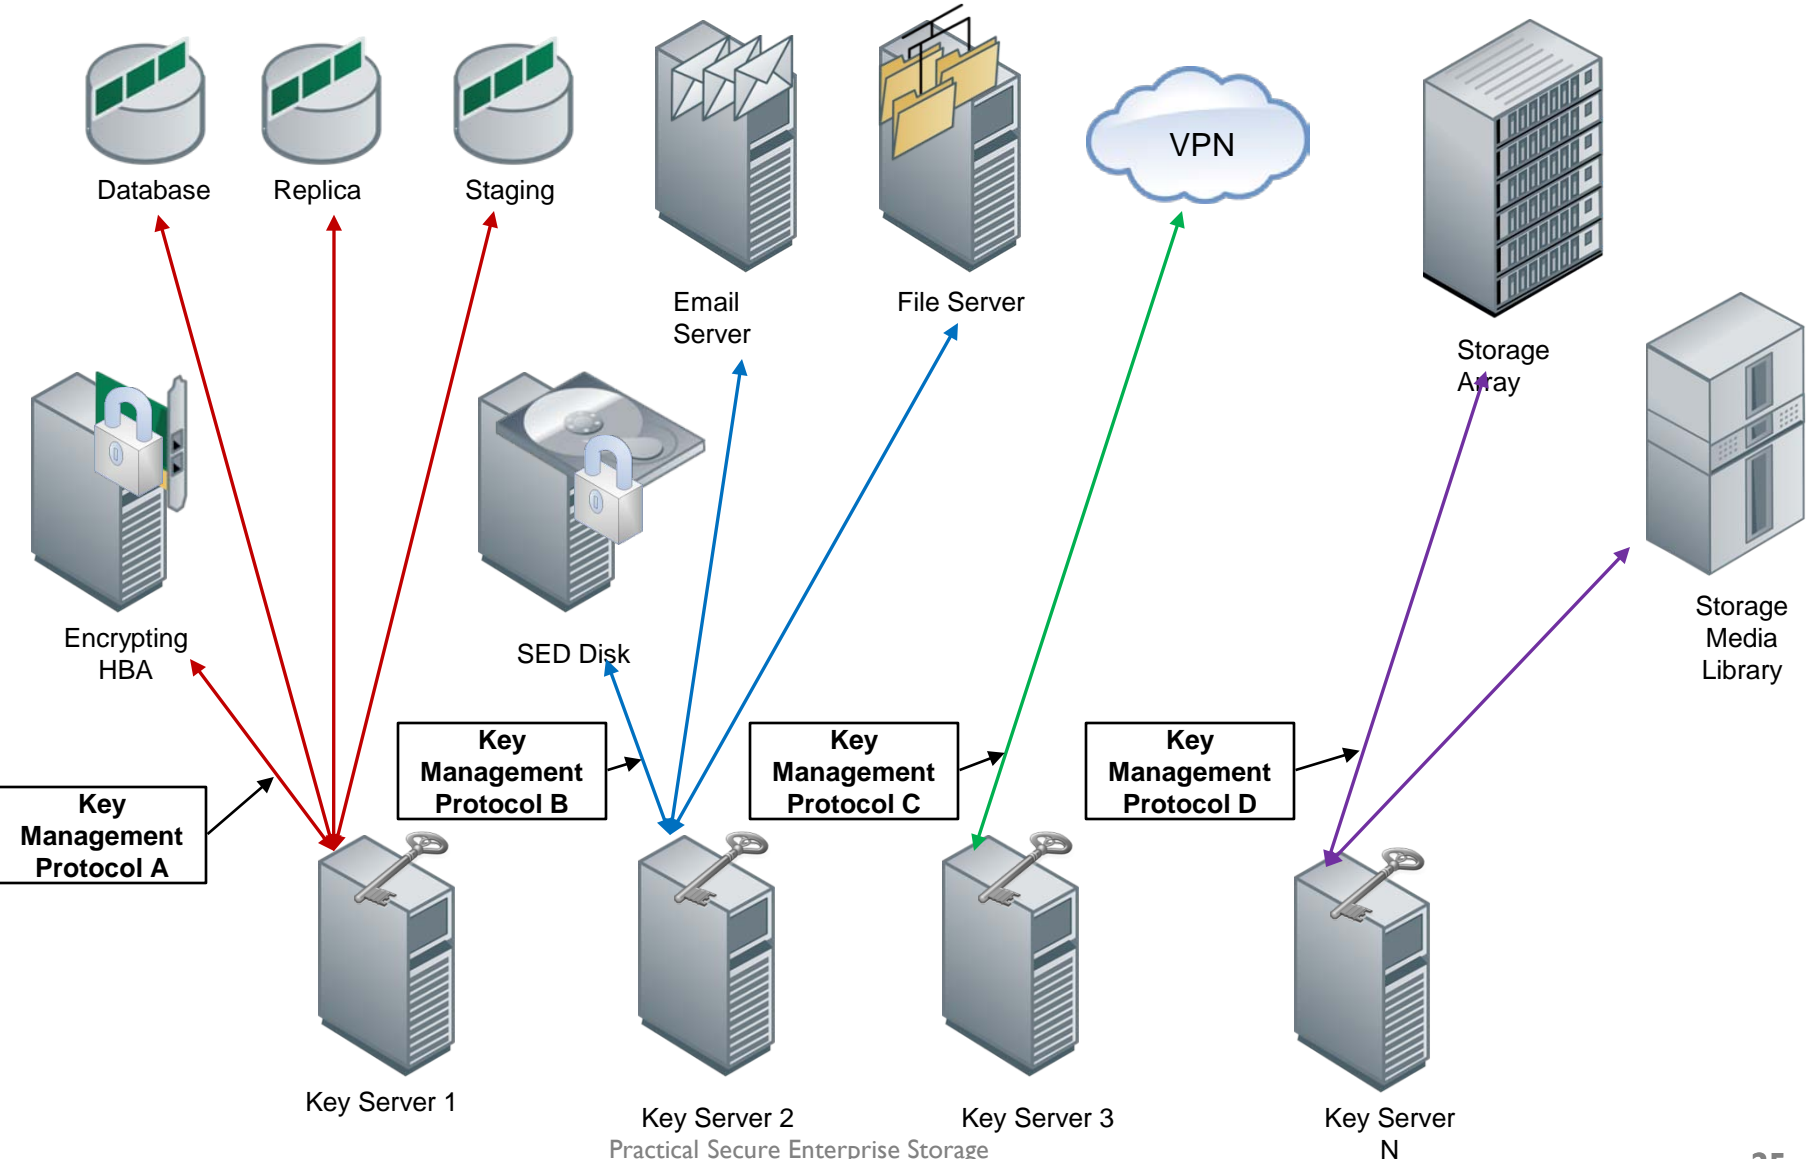 Database
Replica
Staging
VPN
Email
Server
File Server
Storage
Array
Encrypting
HBA
SED Disk
Storage
Media
Library
Key
Management
Protocol A
Key
Management
Protocol B
Key
Management
Protocol C
Key
Management
Protocol D
Key Server 1
Key Server 2
Key Server 3
Key Server
N
Practical Secure Enterprise Storage
25